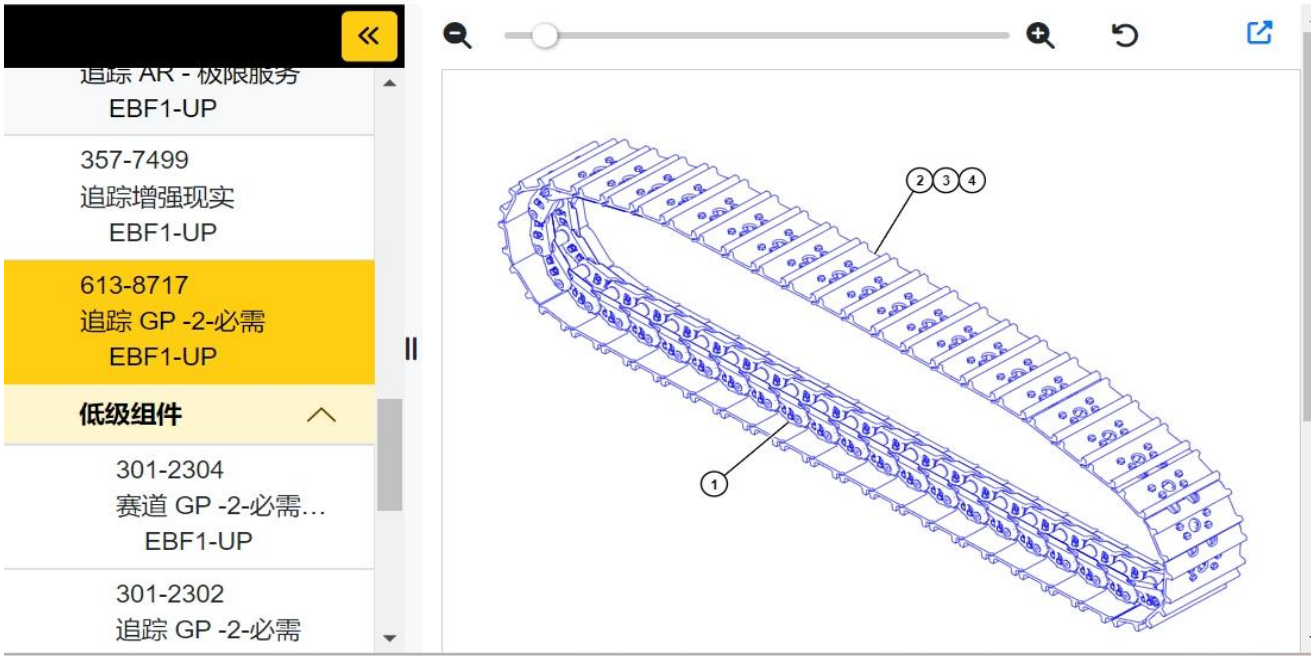 追踪 AR - 极限服务
EBF1-UP
357-7499
追踪增强现实
EBF1-UP
613-8717
追踪 GP -2-必需
EBF1-UP
低级组件
301-2304
赛道 GP -2-必需…
EBF1-UP
301-2302
追踪 GP -2-必需
2 3 4
1